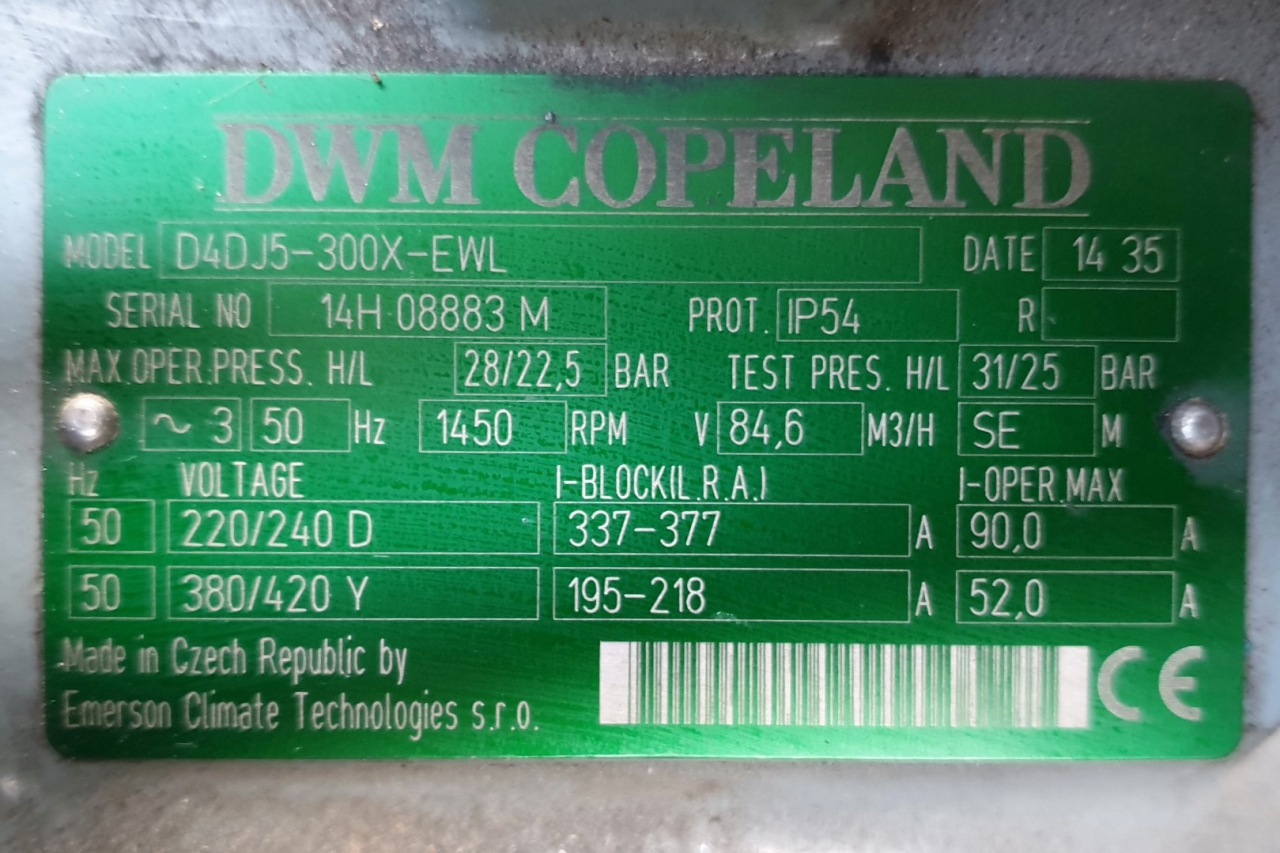 DWM COPELAND
MODEL D4DJ5-300X-EWL DATE 14 35
SERIAL NO 14H 08883 M PROT. IP54 R
MAX.OPER.PRESS. H/L 28/22,5 BAR TEST PRES. H/L 31/25 BAR
~ 3 50 Hz 1450 RPM V 84,6 M3/H SE M
Hz VOLTAGE I-BLOCK(L.R.A.) I-OPER.MAX
50 220/240 D 337-377 A 90,0 A
50 380/420 Y 195-218 A 52,0 A
Made in Czech Republic by
Emerson Climate Technologies s.r.o.
CE